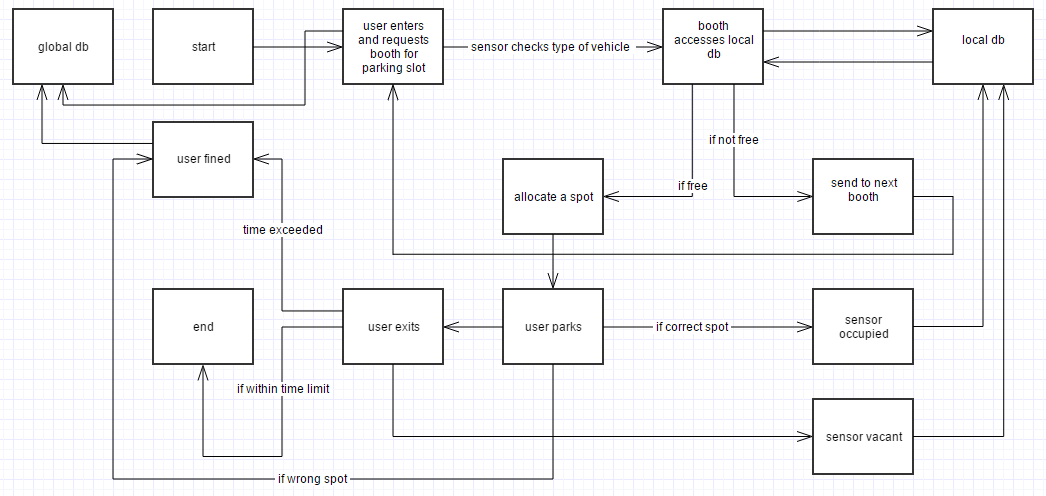 global db
start
user enters
and requests
booth for
parking slot
sensor checks type of vehicle
booth
accesses local
db
local db
user fined
if not free
if free
allocate a spot
send to next
booth
time exceeded
end
user exits
user parks
if correct spot
sensor
occupied
if within time limit
sensor vacant
if wrong spot